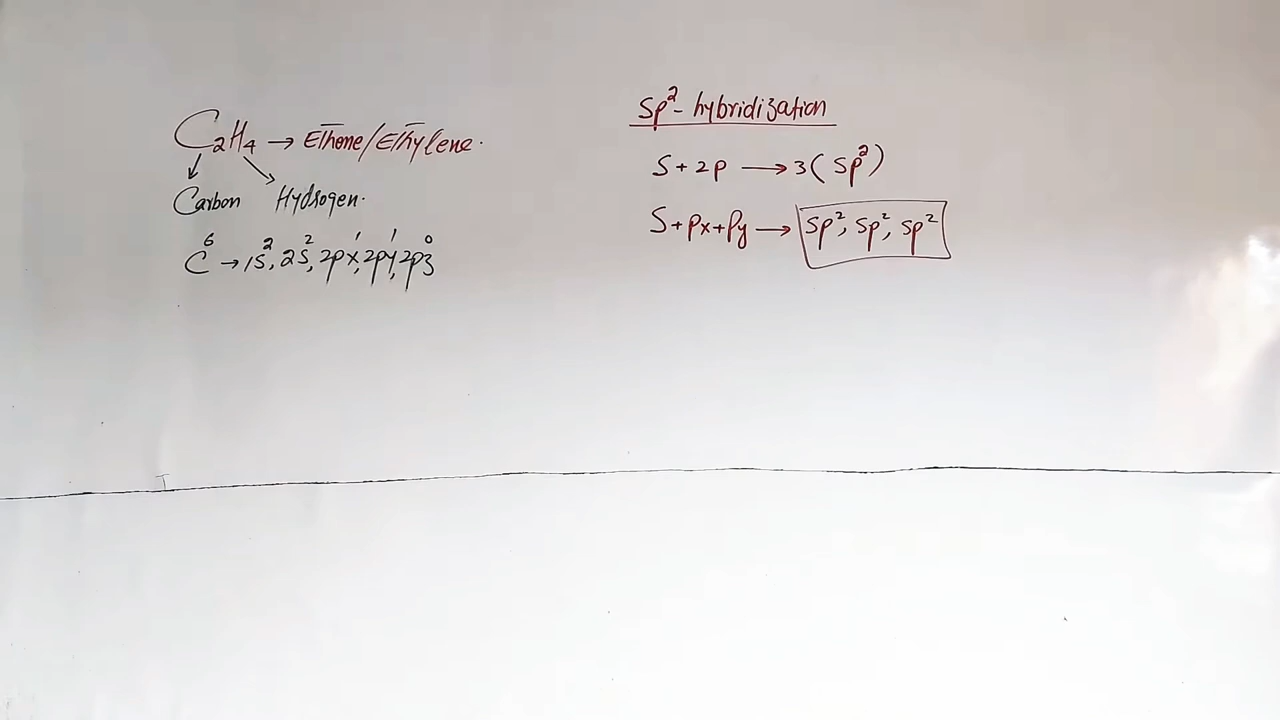 C₂H₄ → Ethene/Ethylene.
Carbon Hydrogen.
C⁶ → 1S², 2S², 2px¹, 2py¹, 2pz⁰
Sp²- hybridization
S + 2p → 3(Sp²)
S+px+py → Sp², Sp², Sp²